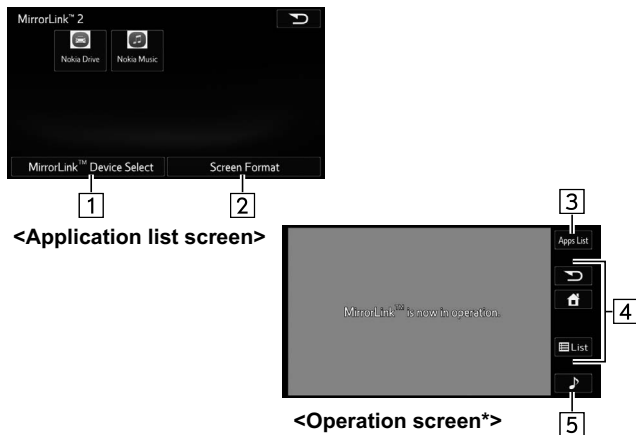 MirrorLink™ 2
Nokia Drive Nokia Music
MirrorLink™ Device Select Screen Format
1 2
<Application list screen>
3
Apps List
MirrorLink™ is now in operation.
4
List
<Operation screen*>
5